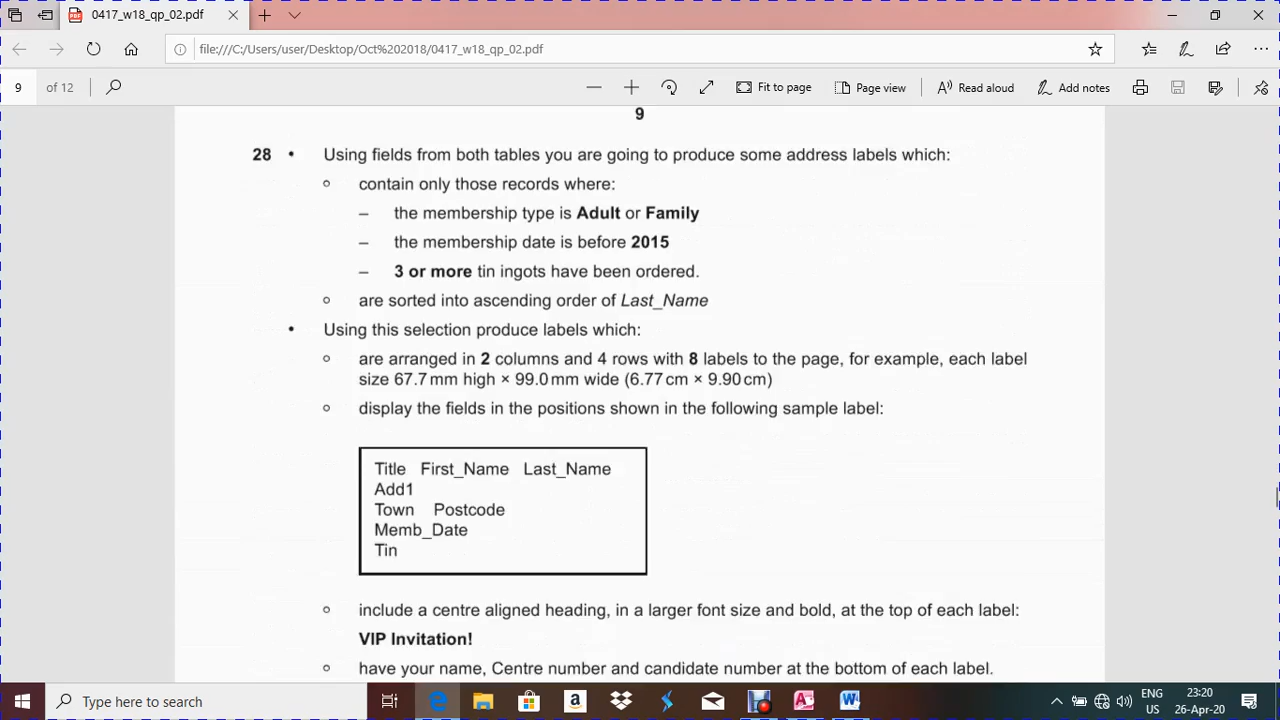 0417_w18_qp_02.pdf
file:///C:/Users/user/Desktop/Oct%202018/0417_w18_qp_02.pdf
9 of 12
Fit to page
Page view
Read aloud
Add notes
9
28 • Using fields from both tables you are going to produce some address labels which:
○ contain only those records where:
– the membership type is Adult or Family
– the membership date is before 2015
– 3 or more tin ingots have been ordered.
○ are sorted into ascending order of Last_Name
• Using this selection produce labels which:
○ are arranged in 2 columns and 4 rows with 8 labels to the page, for example, each label
size 67.7 mm high × 99.0 mm wide (6.77 cm × 9.90 cm)
○ display the fields in the positions shown in the following sample label:
Title First_Name Last_Name
Add1
Town Postcode
Memb_Date
Tin
○ include a centre aligned heading, in a larger font size and bold, at the top of each label:
VIP Invitation!
○ have your name, Centre number and candidate number at the bottom of each label.
Type here to search
ENG
US
23:20
26-Apr-20